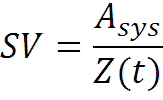 SV = A_sys / Z(t)